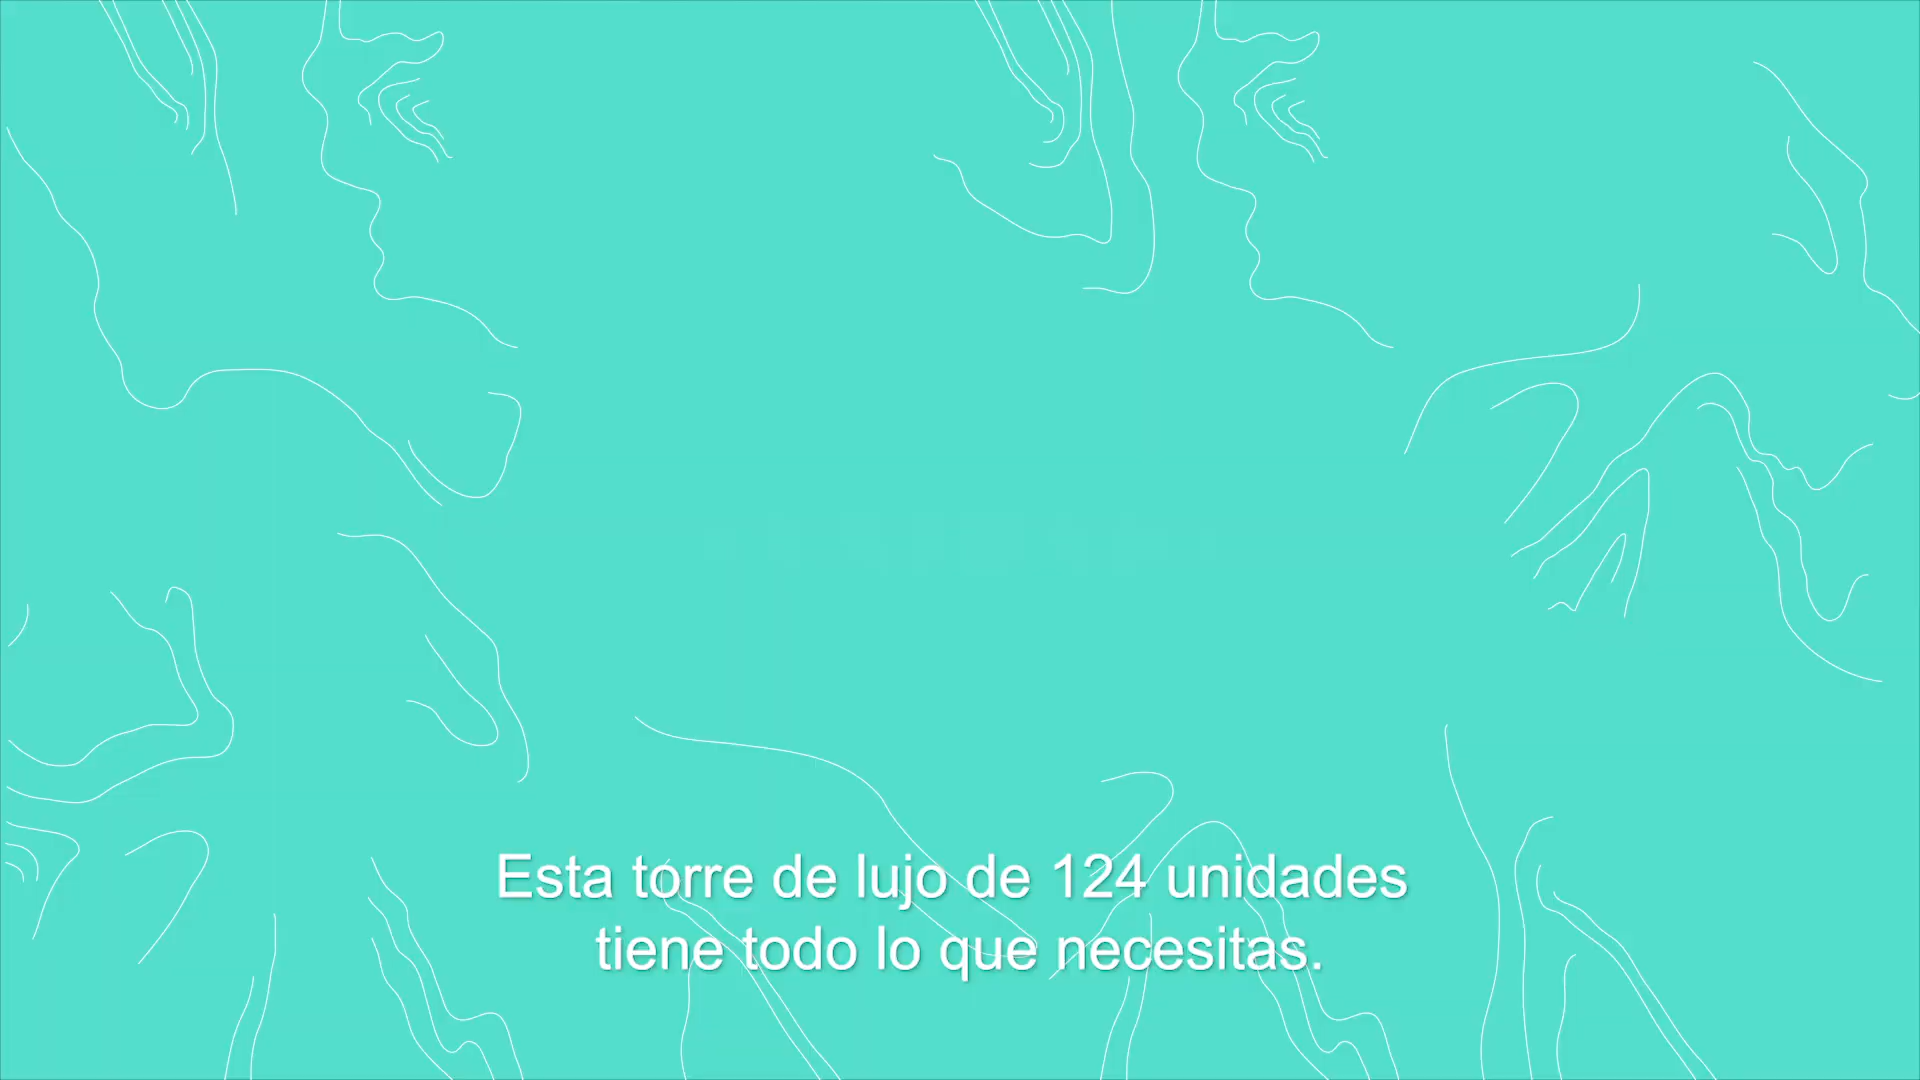 Esta torre de lujo de 124 unidades
tiene todo lo que necesitas.